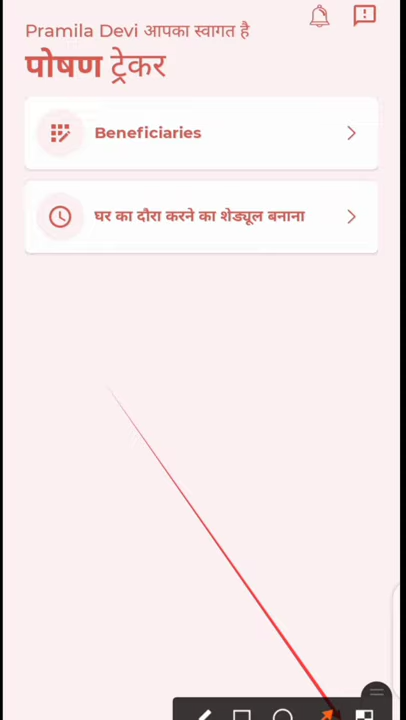 Pramila Devi आपका स्वागत है
पोषण ट्रेकर
Beneficiaries
घर का दौरा करने का शेड्यूल बनाना